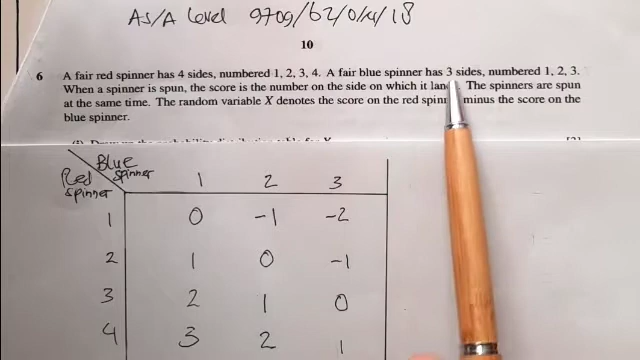 AS/A Level 9709/62/O/N/18
10
6 A fair red spinner has 4 sides, numbered 1, 2, 3, 4. A fair blue spinner has 3 sides, numbered 1, 2, 3.
When a spinner is spun, the score is the number on the side on which it lan The spinners are spun
at the same time. The random variable X denotes the score on the red spin minus the score on the
blue spinner.
Blue
spinner
Red
spinner
1 2 3
1 0 -1 -2
2 1 0 -1
3 2 1 0
4 3 2 1